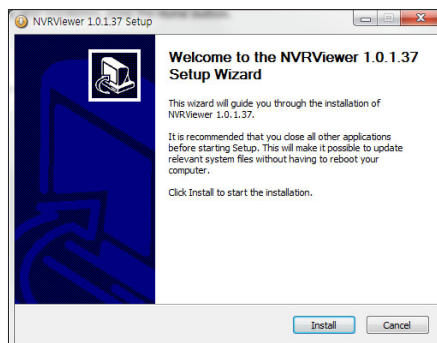 NVRViewer 1.0.1.37 Setup
Welcome to the NVRViewer 1.0.1.37
Setup Wizard
This wizard will guide you through the installation of
NVRViewer 1.0.1.37.
It is recommended that you close all other applications
before starting Setup. This will make it possible to update
relevant system files without having to reboot your
computer.
Click Install to start the installation.
Install
Cancel